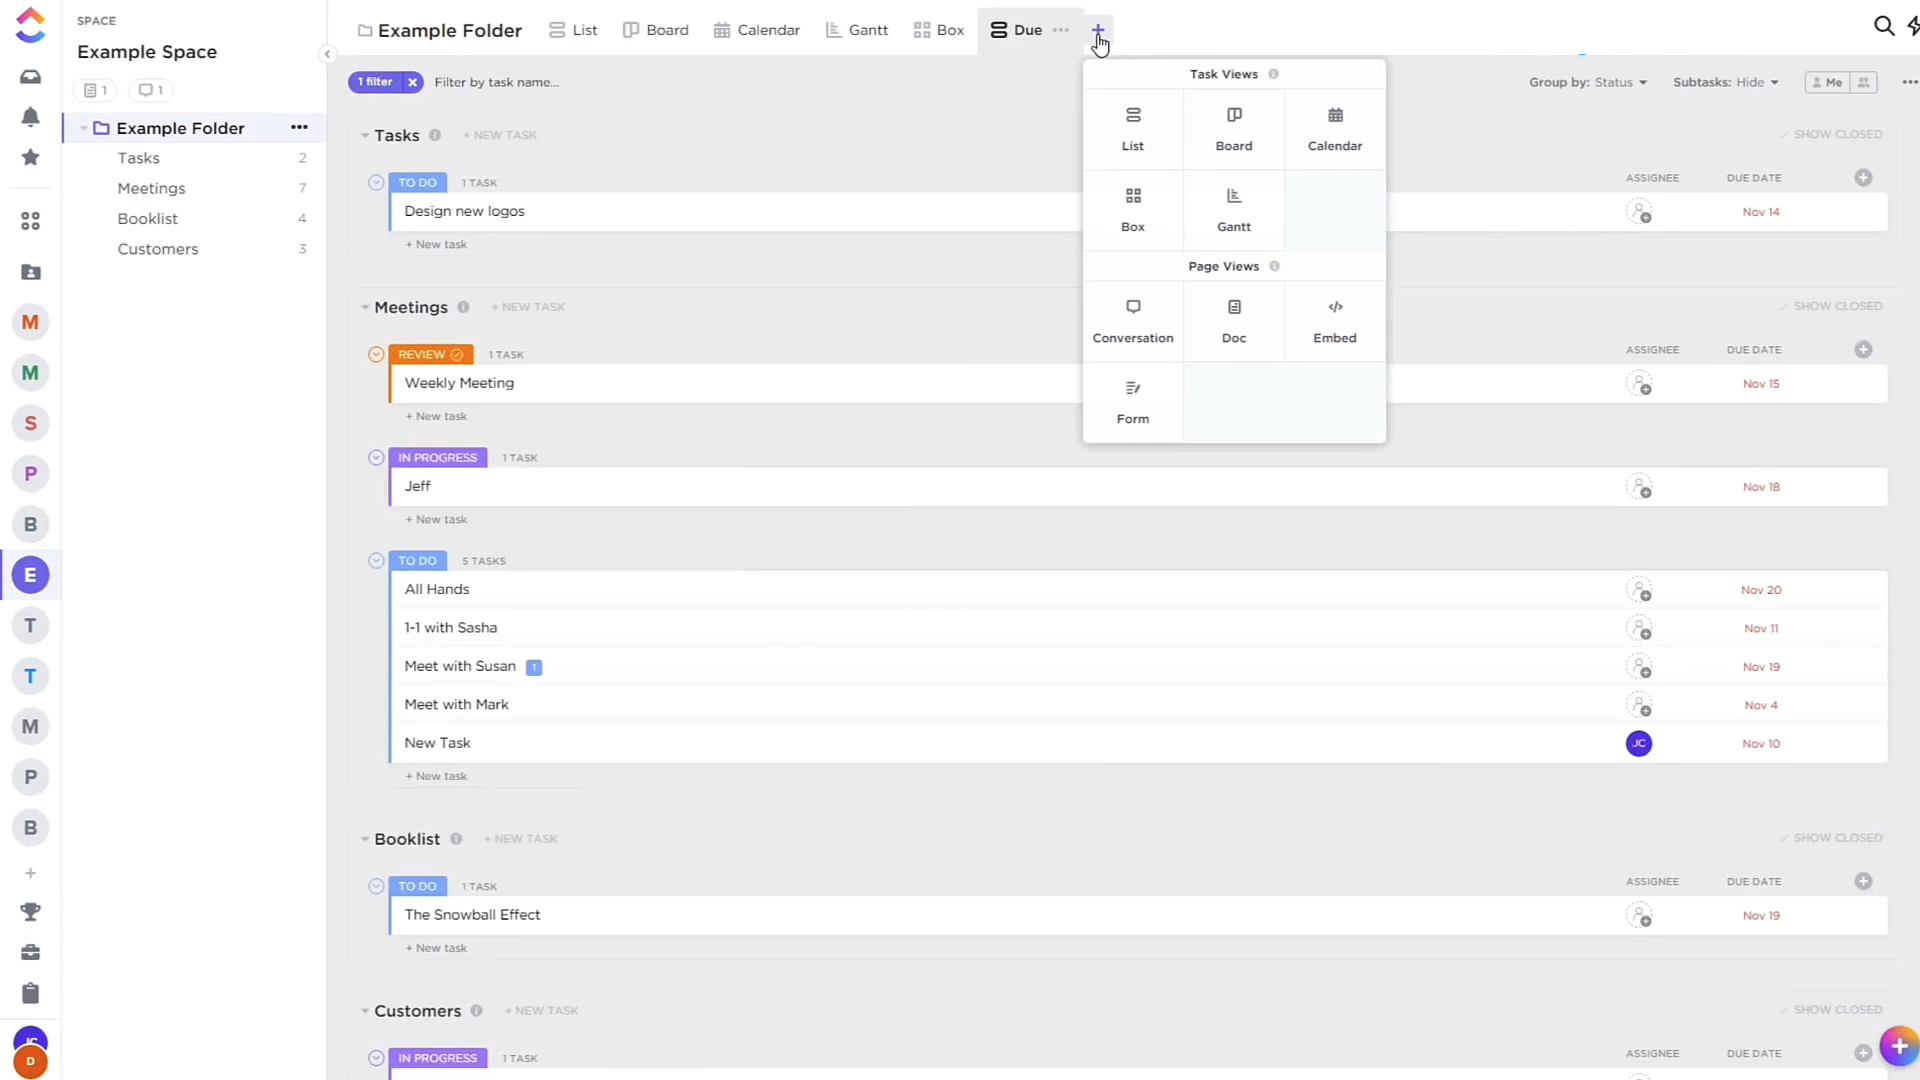 SPACE
Example Space
1
1
Example Folder •••
Tasks 2
Meetings 7
Booklist 4
Customers 3
M
M
S
P
B
E
T
T
M
P
B
JC
D
Example Folder List Board Calendar Gantt Box Due •••
1 filter Filter by task name... Group by: Status Subtasks: Hide Me
Task Views
List Board Calendar
Box Gantt
Page Views
Conversation Doc Embed
Form
Tasks + NEW TASK SHOW CLOSED
TO DO 1 TASK ASSIGNEE DUE DATE
Design new logos Nov 14
+ New task
Meetings + NEW TASK SHOW CLOSED
REVIEW 1 TASK ASSIGNEE DUE DATE
Weekly Meeting Nov 15
+ New task
IN PROGRESS 1 TASK
Jeff Nov 18
+ New task
TO DO 5 TASKS
All Hands Nov 20
1-1 with Sasha Nov 11
Meet with Susan 1 Nov 19
Meet with Mark Nov 4
New Task JC Nov 10
+ New task
Booklist + NEW TASK SHOW CLOSED
TO DO 1 TASK ASSIGNEE DUE DATE
The Snowball Effect Nov 19
+ New task
Customers + NEW TASK SHOW CLOSED
IN PROGRESS 1 TASK ASSIGNEE DUE DATE